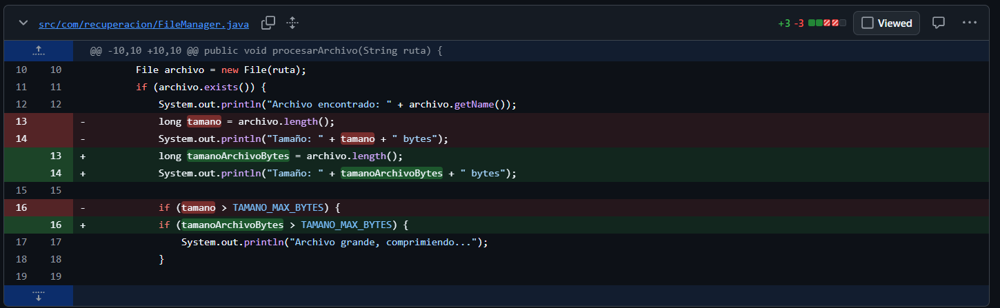 src/com/recuperacion/FileManager.java +3 -3 Viewed
@@ -10,10 +10,10 @@ public void procesarArchivo(String ruta) {
10 10 File archivo = new File(ruta);
11 11 if (archivo.exists()) {
12 12 System.out.println("Archivo encontrado: " + archivo.getName());
13 - long tamano = archivo.length();
14 - System.out.println("Tamaño: " + tamano + " bytes");
13 + long tamanoArchivoBytes = archivo.length();
14 + System.out.println("Tamaño: " + tamanoArchivoBytes + " bytes");
15 15
16 - if (tamano > TAMANO_MAX_BYTES) {
16 + if (tamanoArchivoBytes > TAMANO_MAX_BYTES) {
17 17 System.out.println("Archivo grande, comprimiendo...");
18 18 }
19 19